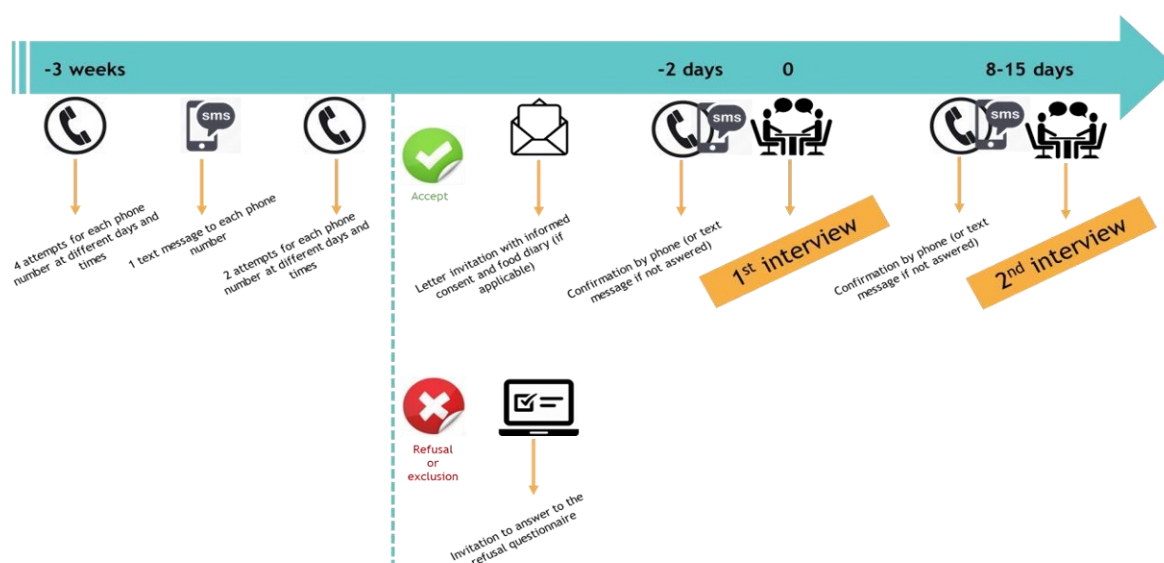 -3 weeks
-2 days
0
8-15 days
sms
sms
sms
4 attempts for each phone
number at different days and
times
1 text message to each phone
number
2 attempts for each phone
number at different days and
times
Accept
Letter invitation with informed
consent and food diary (if
applicable)
Confirmation by phone (or text
message if not aswered)
1st interview
Confirmation by phone (or text
message if not aswered)
2nd interview
Refusal
or
exclusion
Invitation to answer to the
refusal questionnaire